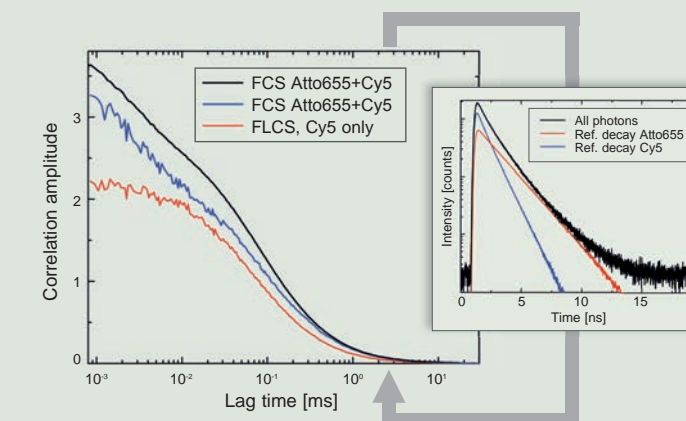 FCS Atto655+Cy5
FCS Atto655+Cy5
FLCS, Cy5 only
Correlation amplitude
3
2
1
0
10-3
10-2
10-1
100
101
Lag time [ms]
All photons
Ref. decay Atto655
Ref. decay Cy5
Intensity [counts]
0
5
10
15
Time [ns]